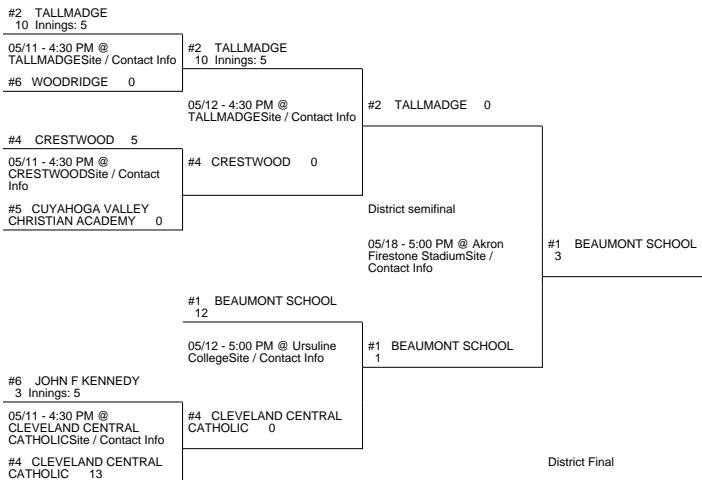 #2 TALLMADGE
10 Innings: 5
05/11 - 4:30 PM @
TALLMADGESite / Contact Info
#6 WOODRIDGE 0
#2 TALLMADGE
10 Innings: 5
05/12 - 4:30 PM @
TALLMADGESite / Contact Info
#4 CRESTWOOD 0
#4 CRESTWOOD 5
05/11 - 4:30 PM @
CRESTWOODSite / Contact
Info
#5 CUYAHOGA VALLEY
CHRISTIAN ACADEMY 0
#2 TALLMADGE 0
District semifinal
05/18 - 5:00 PM @ Akron
Firestone StadiumSite /
Contact Info
#1 BEAUMONT SCHOOL
3
#1 BEAUMONT SCHOOL
12
05/12 - 5:00 PM @ Ursuline
CollegeSite / Contact Info
#1 BEAUMONT SCHOOL
1
#6 JOHN F KENNEDY
3 Innings: 5
05/11 - 4:30 PM @
CLEVELAND CENTRAL
CATHOLICSite / Contact Info
#4 CLEVELAND CENTRAL
CATHOLIC 13
#4 CLEVELAND CENTRAL
CATHOLIC 0
District Final